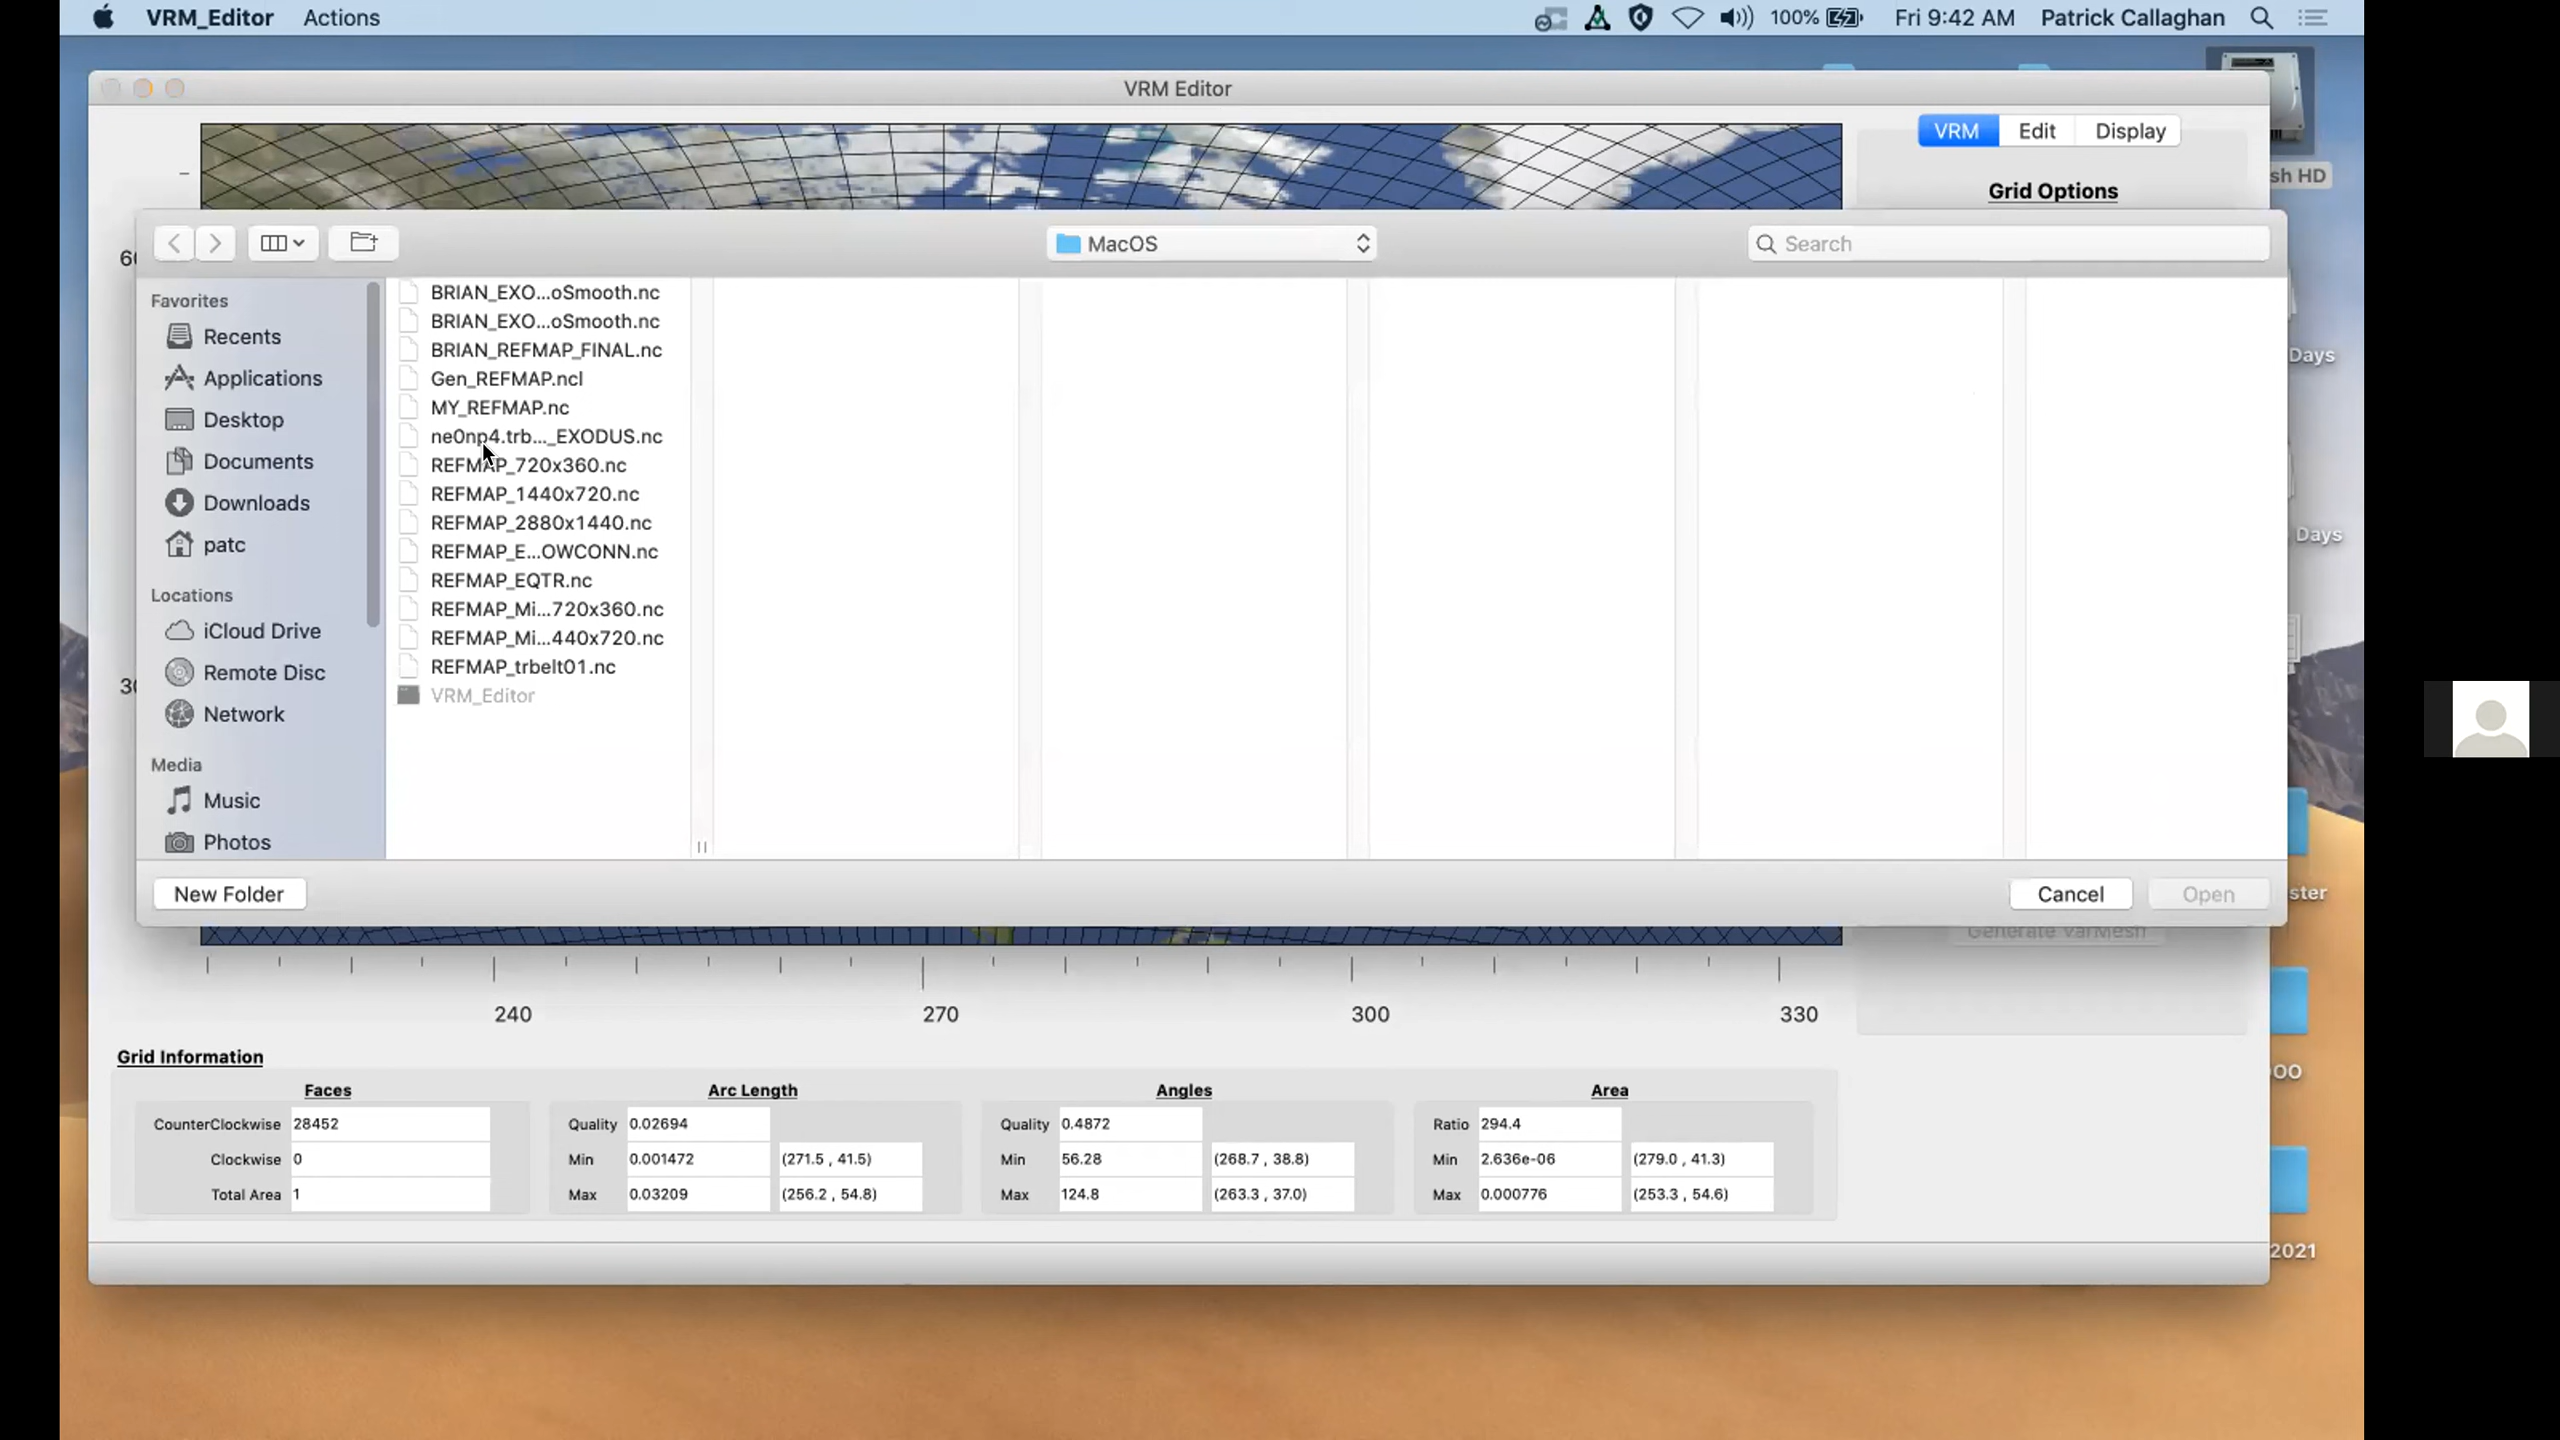 VRM_Editor Actions 100% Fri 9:42 AM Patrick Callaghan
VRM Editor
VRM Edit Display
sh HD
Grid Options
MacOS
Search
Favorites
Recents
Applications
Desktop
Documents
Downloads
patc
Locations
iCloud Drive
Remote Disc
Network
Media
Music
Photos
BRIAN_EXO...oSmooth.nc
BRIAN_EXO...oSmooth.nc
BRIAN_REFMAP_FINAL.nc
Gen_REFMAP.ncl
MY_REFMAP.nc
ne0np4.trb..._EXODUS.nc
REFMAP_720x360.nc
REFMAP_1440x720.nc
REFMAP_2880x1440.nc
REFMAP_E...OWCONN.nc
REFMAP_EQTR.nc
REFMAP_Mi...720x360.nc
REFMAP_Mi...440x720.nc
REFMAP_trbelt01.nc
VRM_Editor
Days
Days
New Folder Cancel Open
ster
Generate VarMesh
240 270 300 330
OO
2021
Grid Information
Faces Arc Length Angles Area
CounterClockwise 28452 Quality 0.02694 Quality 0.4872 Ratio 294.4
Clockwise 0 Min 0.001472 (271.5 , 41.5) Min 56.28 (268.7 , 38.8) Min 2.636e-06 (279.0 , 41.3)
Total Area 1 Max 0.03209 (256.2 , 54.8) Max 124.8 (263.3 , 37.0) Max 0.000776 (253.3 , 54.6)